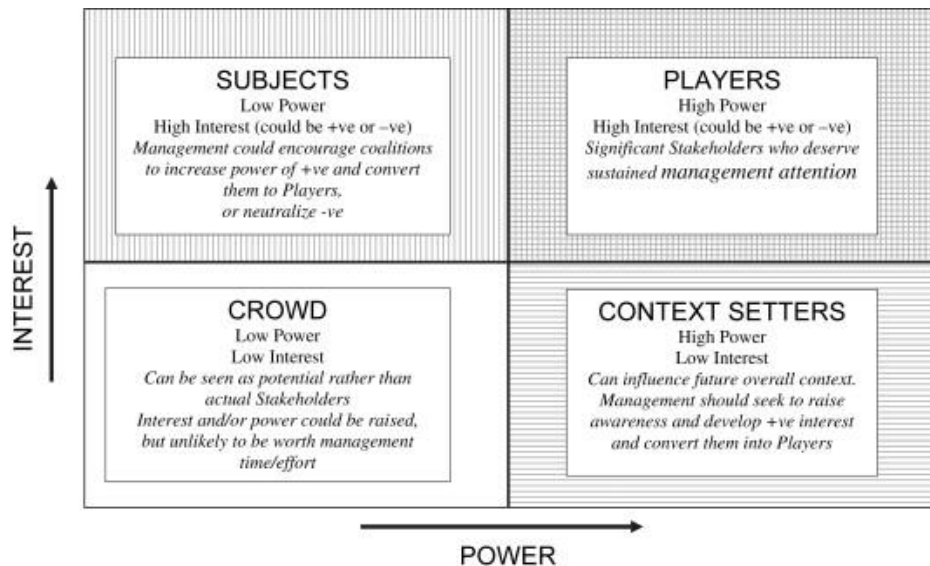 SUBJECTS
Low Power
High Interest (could be +ve or –ve)
Management could encourage coalitions
to increase power of +ve and convert
them to Players,
or neutralize -ve
PLAYERS
High Power
High Interest (could be +ve or –ve)
Significant Stakeholders who deserve
sustained management attention
INTEREST
CROWD
Low Power
Low Interest
Can be seen as potential rather than
actual Stakeholders
Interest and/or power could be raised,
but unlikely to be worth management
time/effort
CONTEXT SETTERS
High Power
Low Interest
Can influence future overall context.
Management should seek to raise
awareness and develop +ve interest
and convert them into Players
POWER